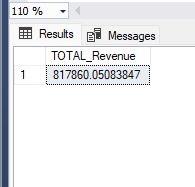 110 %
Results Messages
TOTAL_Revenue
1 817860.05083847